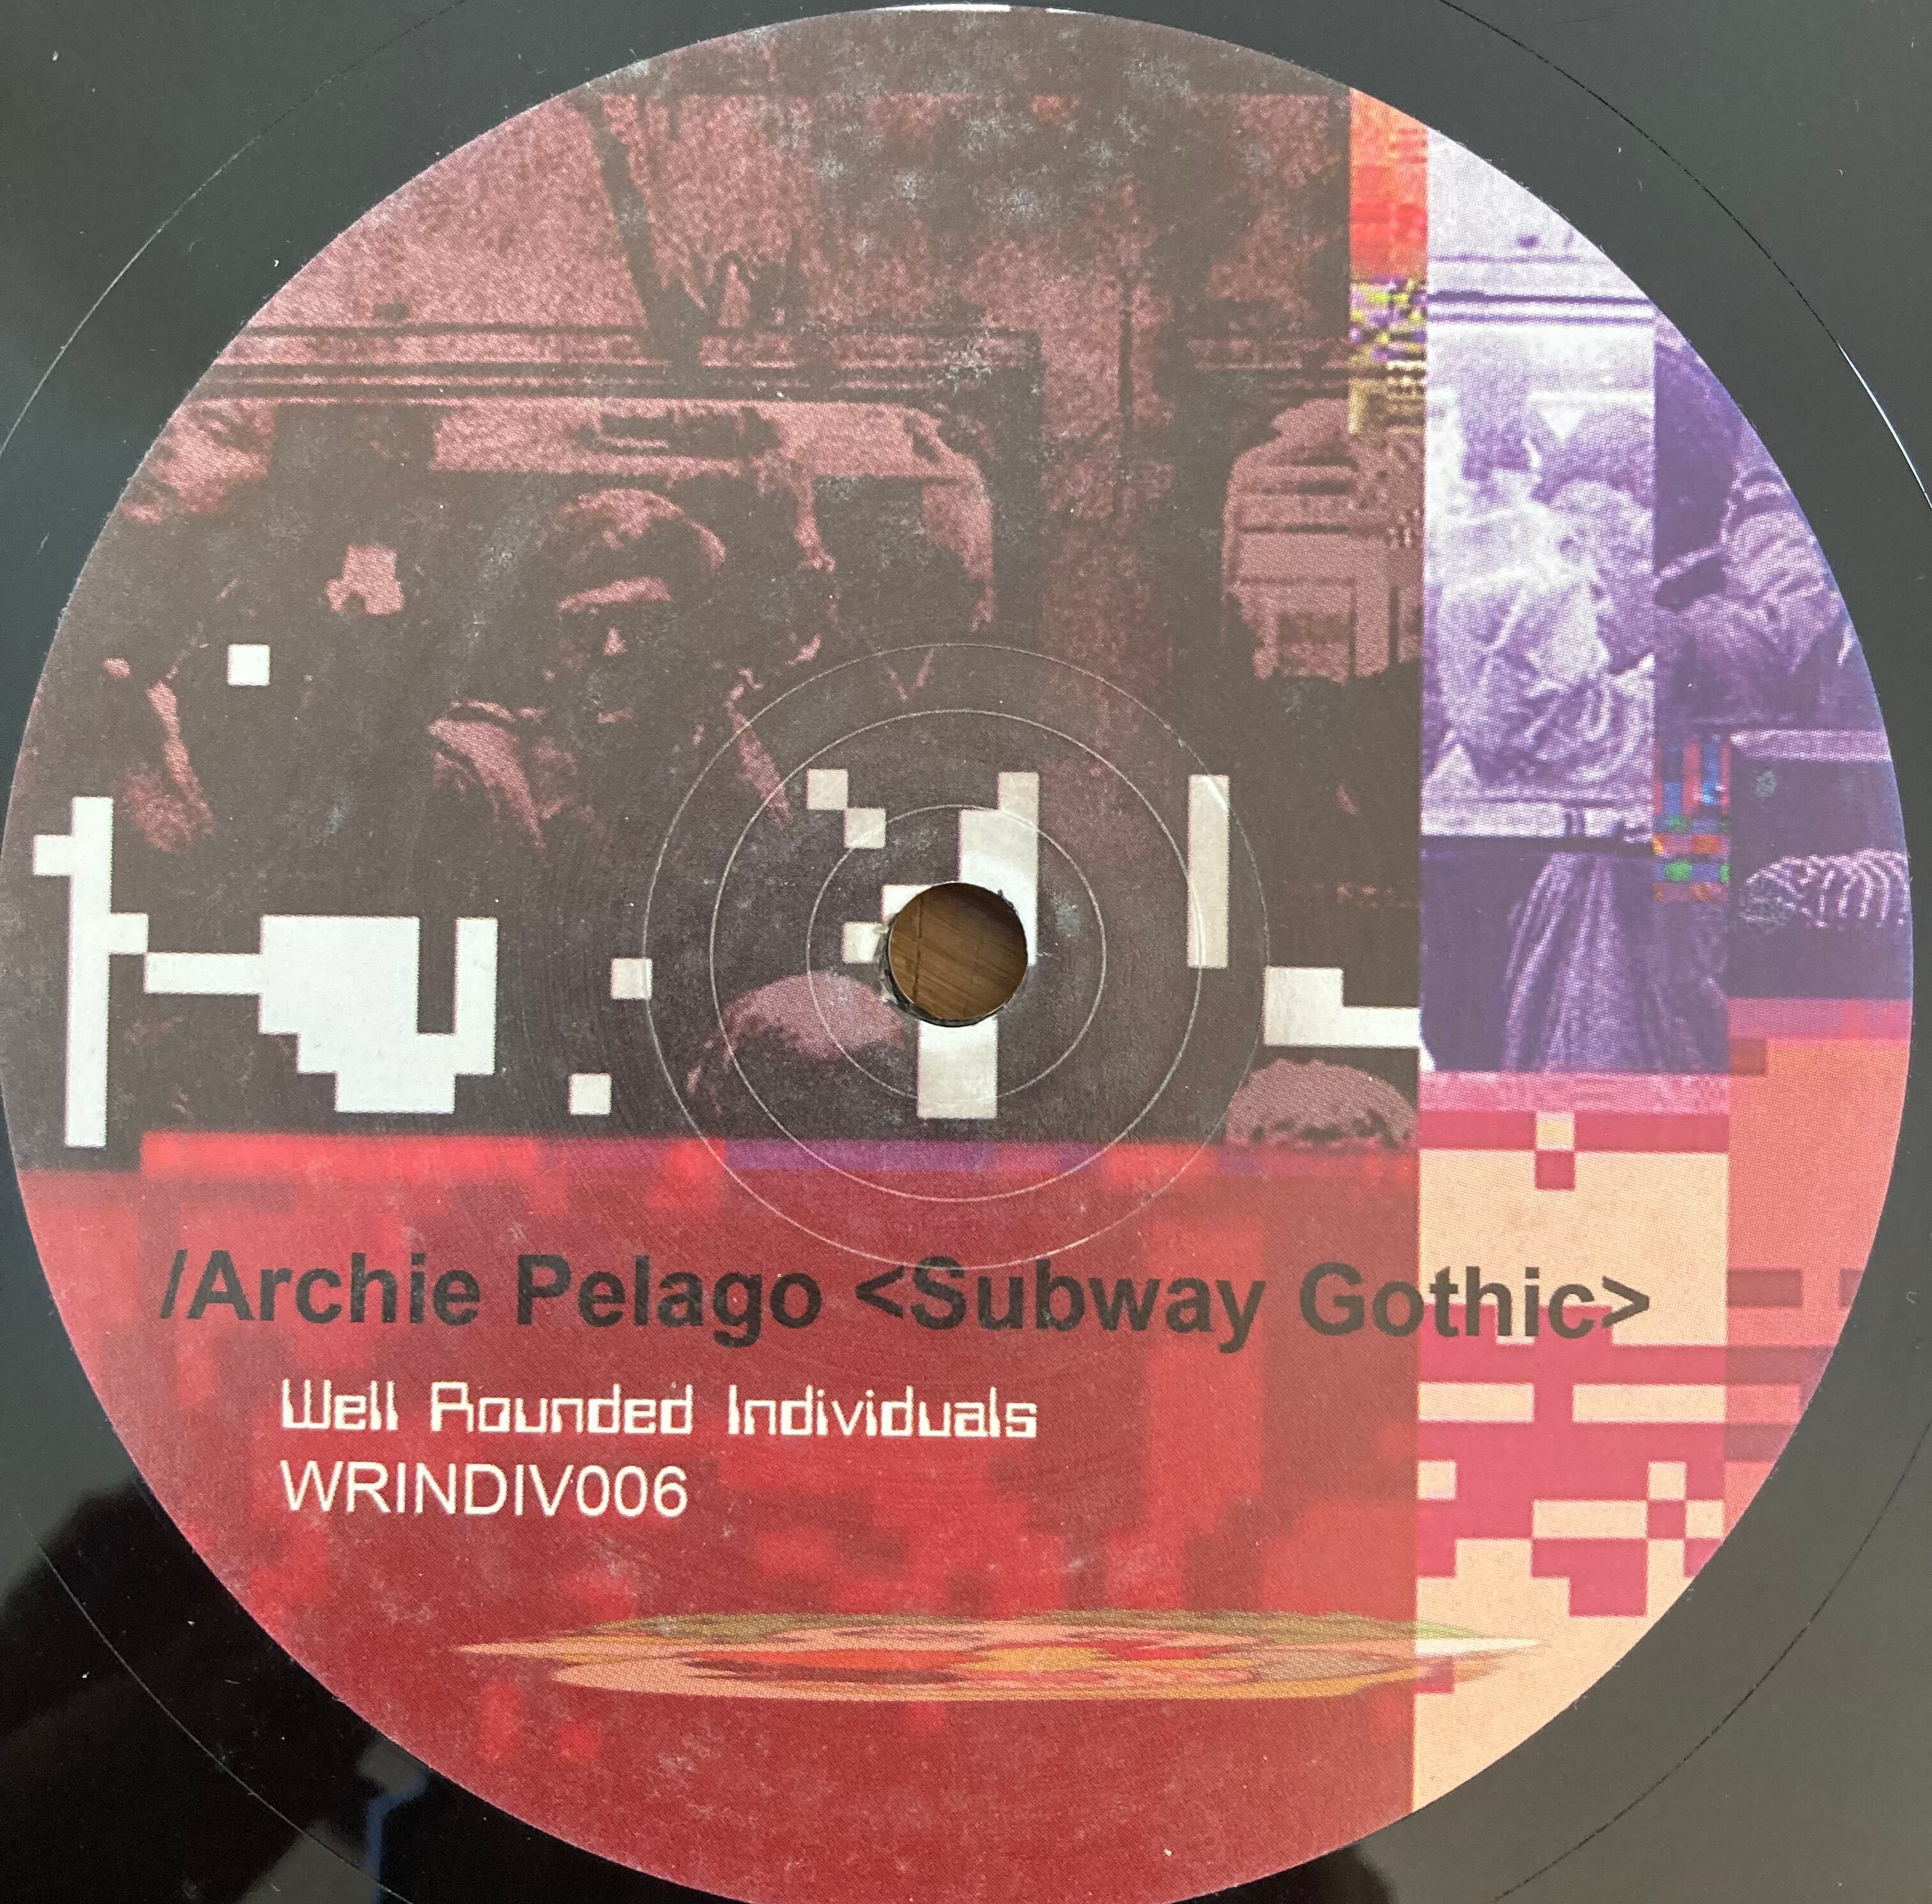 /Archie Pelago <Subway Gothic>
Well Rounded Individuals
WRINDIV006